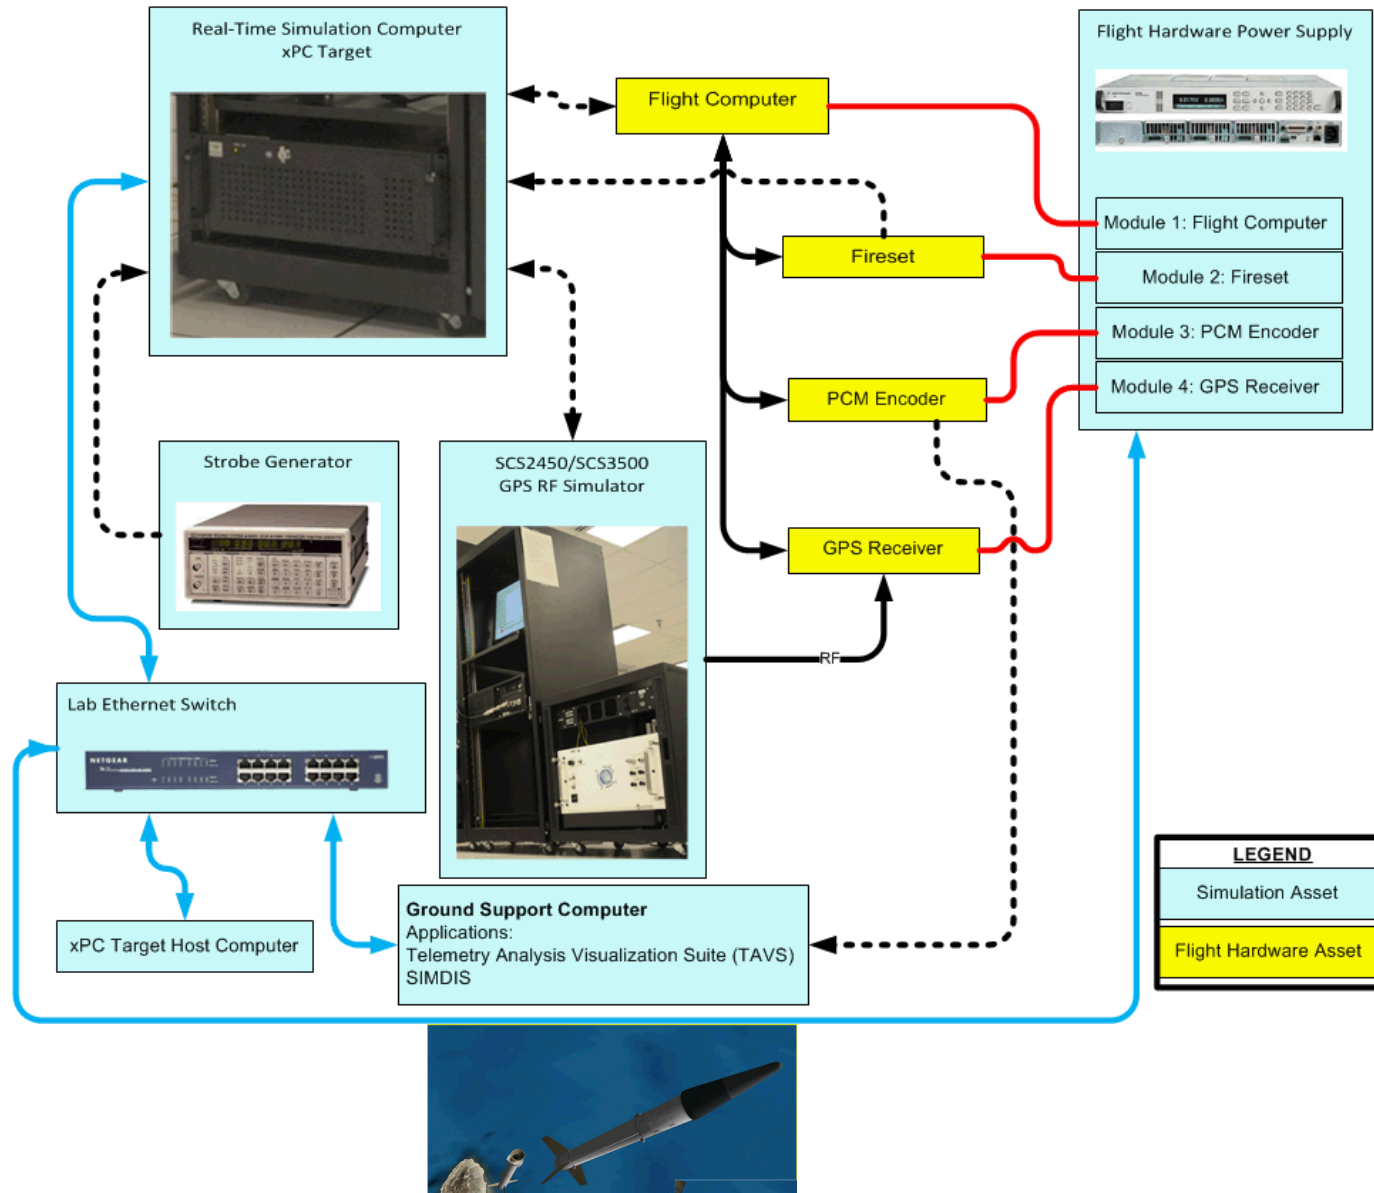 Real-Time Simulation Computer
xPC Target
Flight Computer
Flight Hardware Power Supply
Module 1: Flight Computer
Fireset
Module 2: Fireset
Module 3: PCM Encoder
PCM Encoder
Module 4: GPS Receiver
Strobe Generator
SCS2450/SCS3500
GPS RF Simulator
GPS Receiver
RF
Lab Ethernet Switch
NETGEAR
xPC Target Host Computer
Ground Support Computer
Applications:
Telemetry Analysis Visualization Suite (TAVS)
SIMDIS
LEGEND
Simulation Asset
Flight Hardware Asset